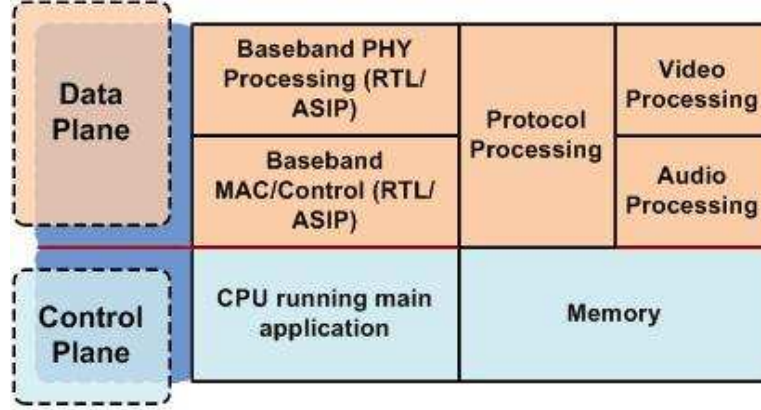 Data
Plane
Baseband PHY
Processing (RTL/
ASIP)
Baseband
MAC/Control (RTL/
ASIP)
Protocol
Processing
Video
Processing
Audio
Processing
Control
Plane
CPU running main
application
Memory